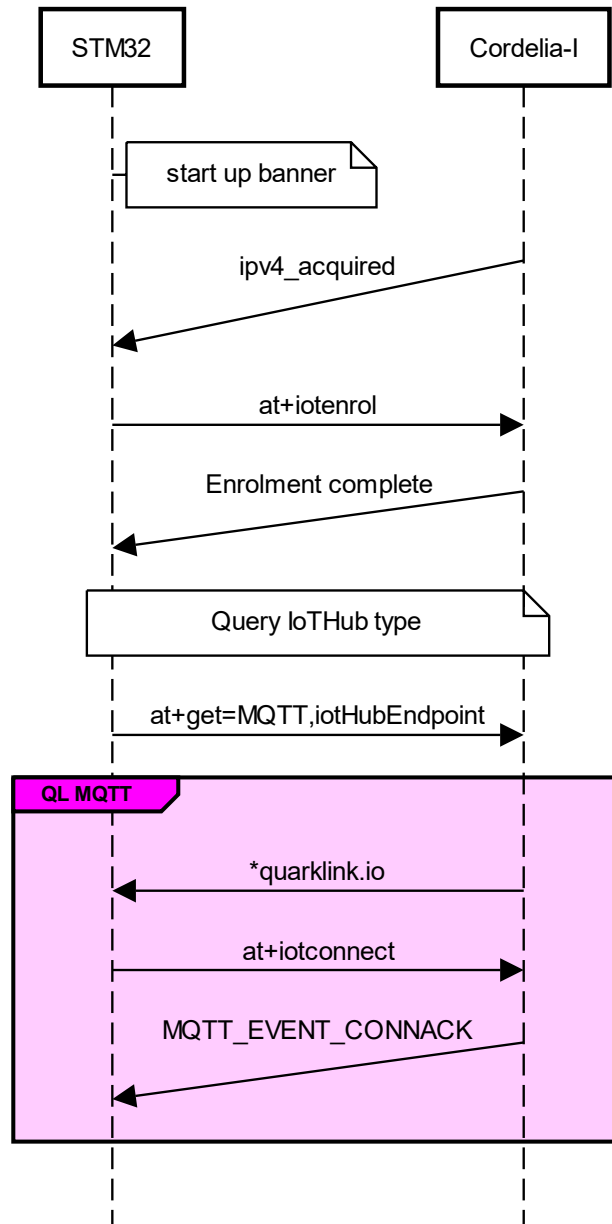 STM32
Cordelia-I
start up banner
ipv4_acquired
at+iotenrol
Enrolment complete
Query IoTHub type
at+get=MQTT,iotHubEndpoint
QL MQTT
*quarklink.io
at+iotconnect
MQTT_EVENT_CONNACK